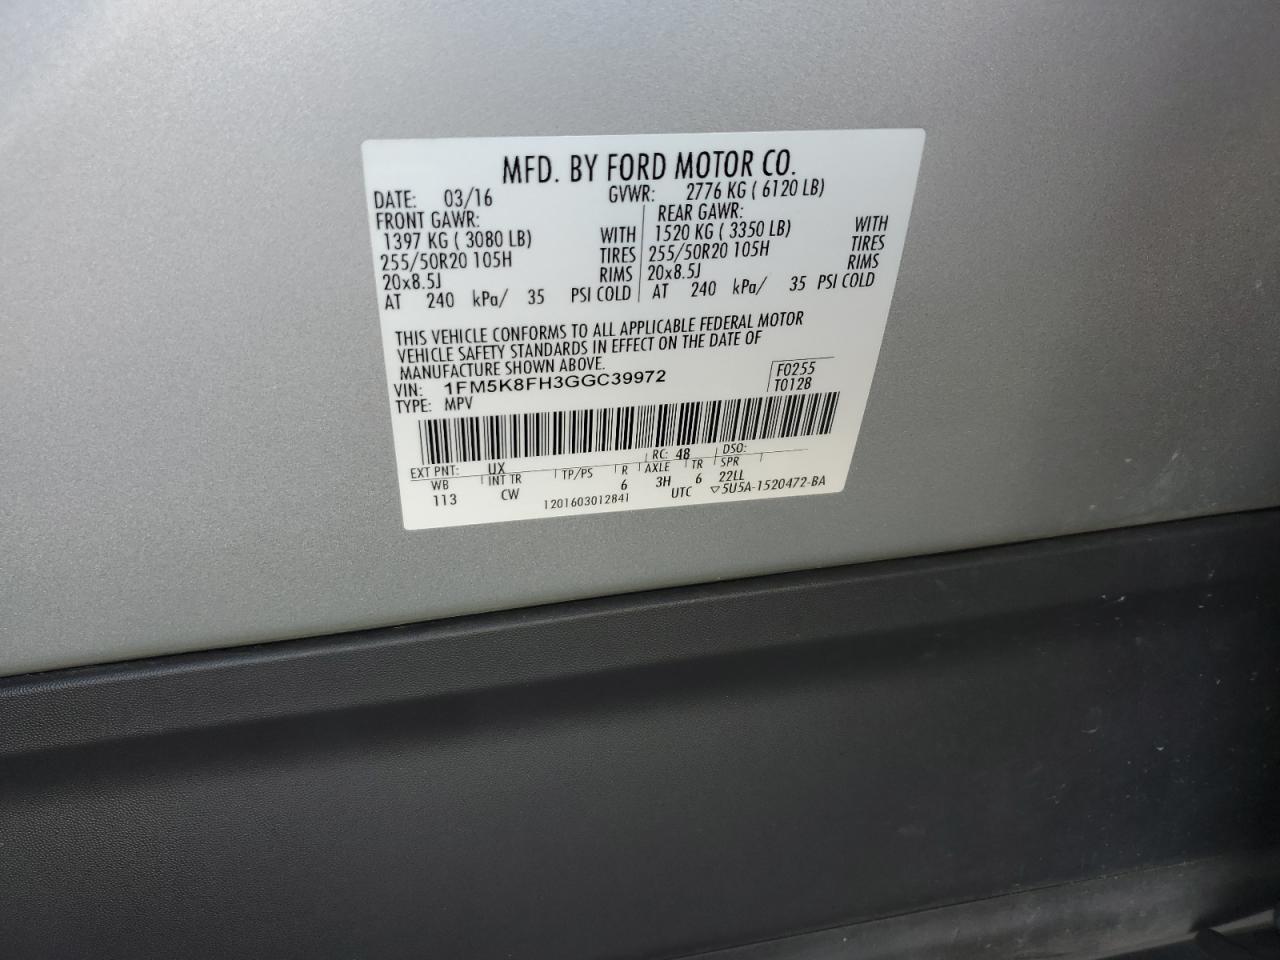 MFD. BY FORD MOTOR CO.
DATE: 03/16 GVWR: 2776 KG ( 6120 LB)
FRONT GAWR: REAR GAWR:
1397 KG ( 3080 LB) WITH 1520 KG ( 3350 LB) WITH
255/50R20 105H TIRES 255/50R20 105H TIRES
20x8.5J RIMS 20x8.5J RIMS
AT 240 kPa/ 35 PSI COLD AT 240 kPa/ 35 PSI COLD
THIS VEHICLE CONFORMS TO ALL APPLICABLE FEDERAL MOTOR
VEHICLE SAFETY STANDARDS IN EFFECT ON THE DATE OF
MANUFACTURE SHOWN ABOVE.
VIN: 1FM5K8FH3GGC39972 F0255
TYPE: MPV T0128
EXT PNT: UX RC: 48 DSO:
WB INT TR TP/PS R AXLE TR SPR
113 CW 6 3H 6 22LL
1201603012841 UTC ▽5U5A-1520472-BA